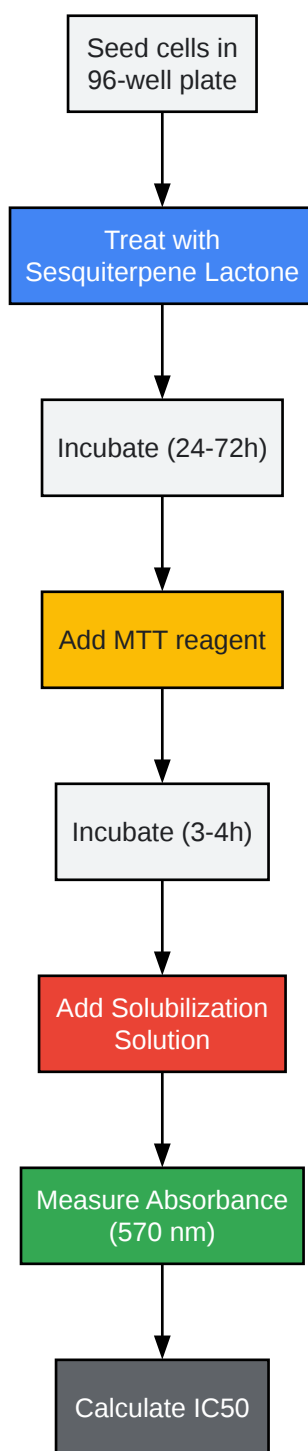 Seed cells in
96-well plate
Treat with
Sesquiterpene Lactone
Incubate (24-72h)
Add MTT reagent
Incubate (3-4h)
Add Solubilization
Solution
Measure Absorbance
(570 nm)
Calculate IC50